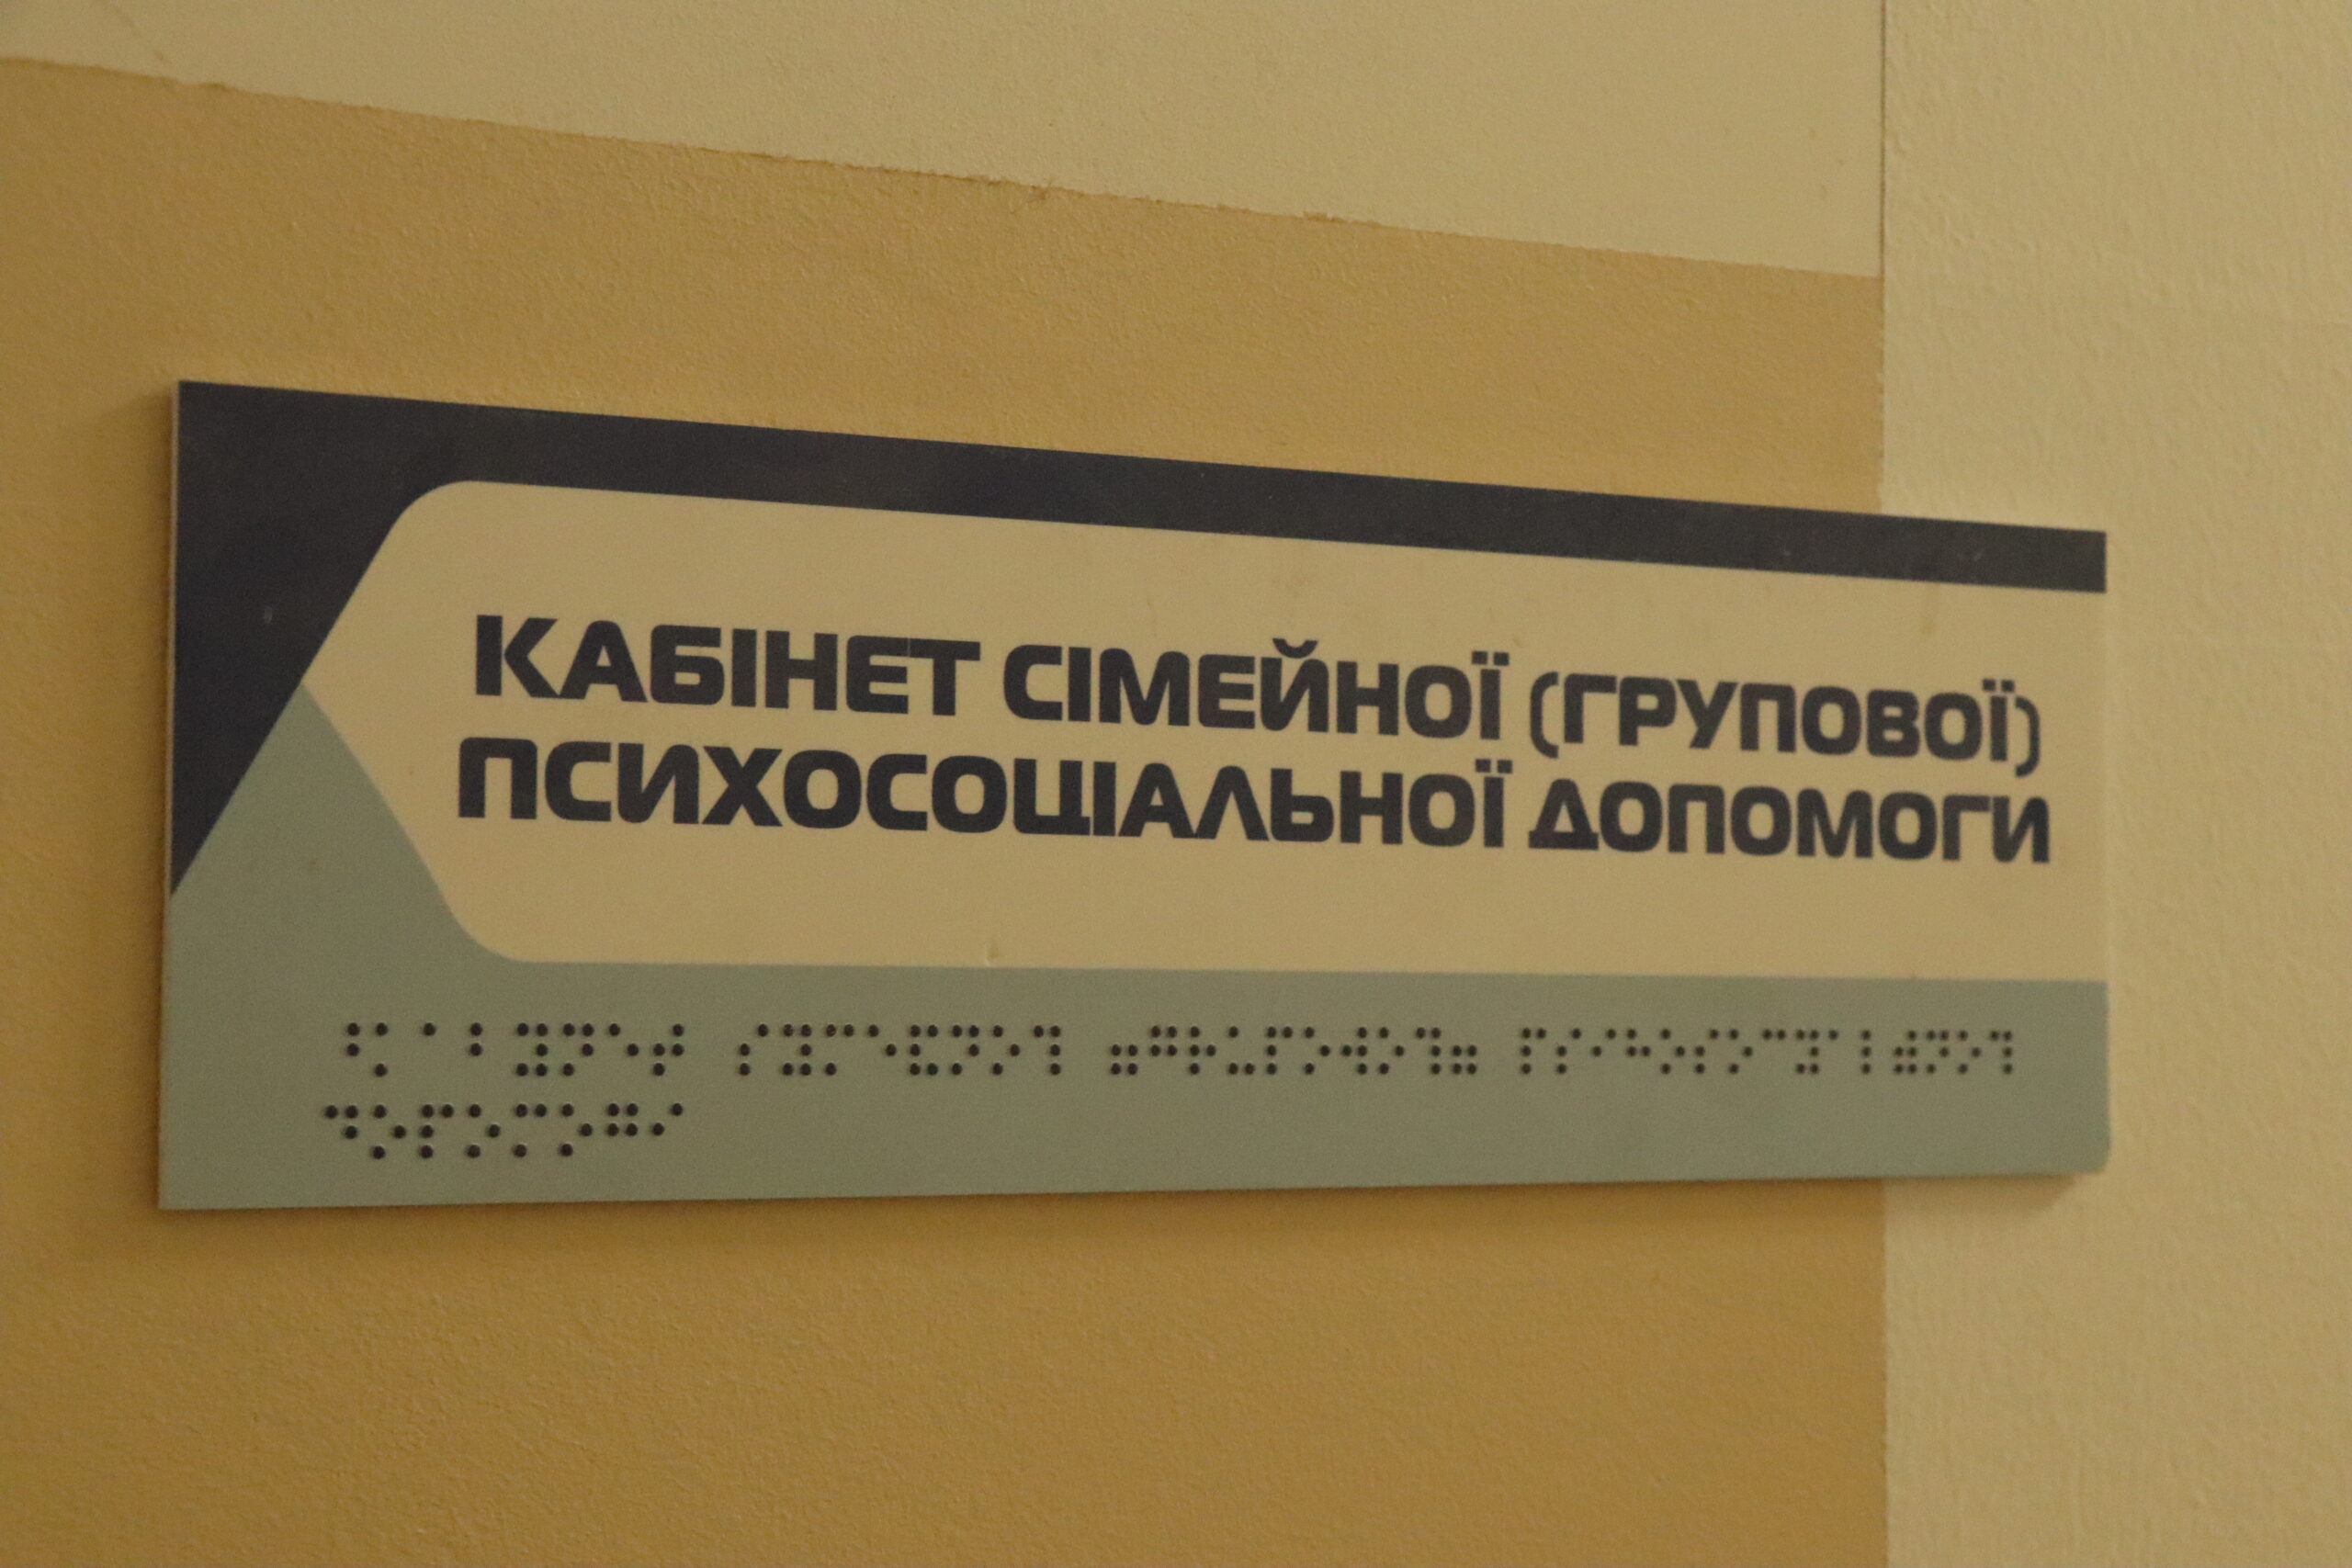 КАБІНЕТ СІМЕЙНОЇ (ГРУПОВОЇ)
ПСИХОСОЦІАЛЬНОЇ ДОПОМОГИ